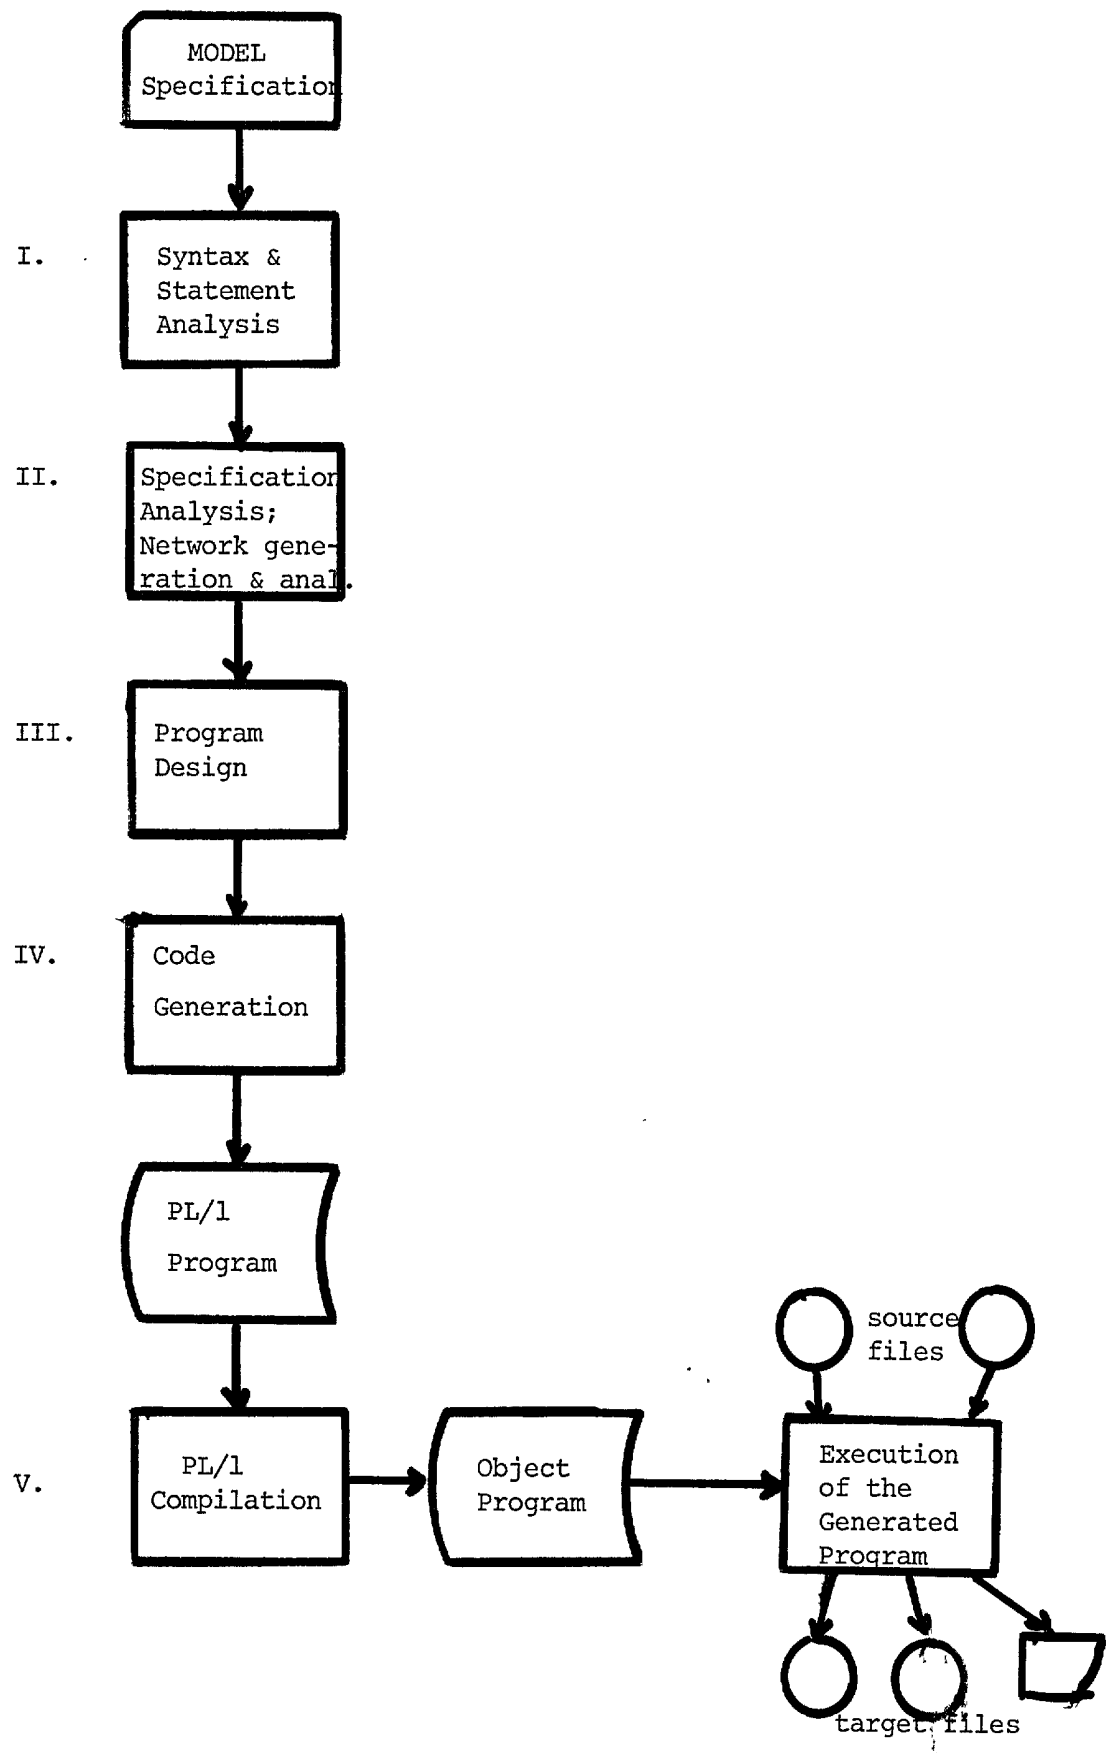 MODEL
Specification
I.
Syntax &
Statement
Analysis
II.
Specification
Analysis;
Network gene-
ration & anal.
III.
Program
Design
IV.
Code
Generation
PL/1
Program
source
files
V.
PL/1
Compilation
Object
Program
Execution
of the
Generated
Program
target files